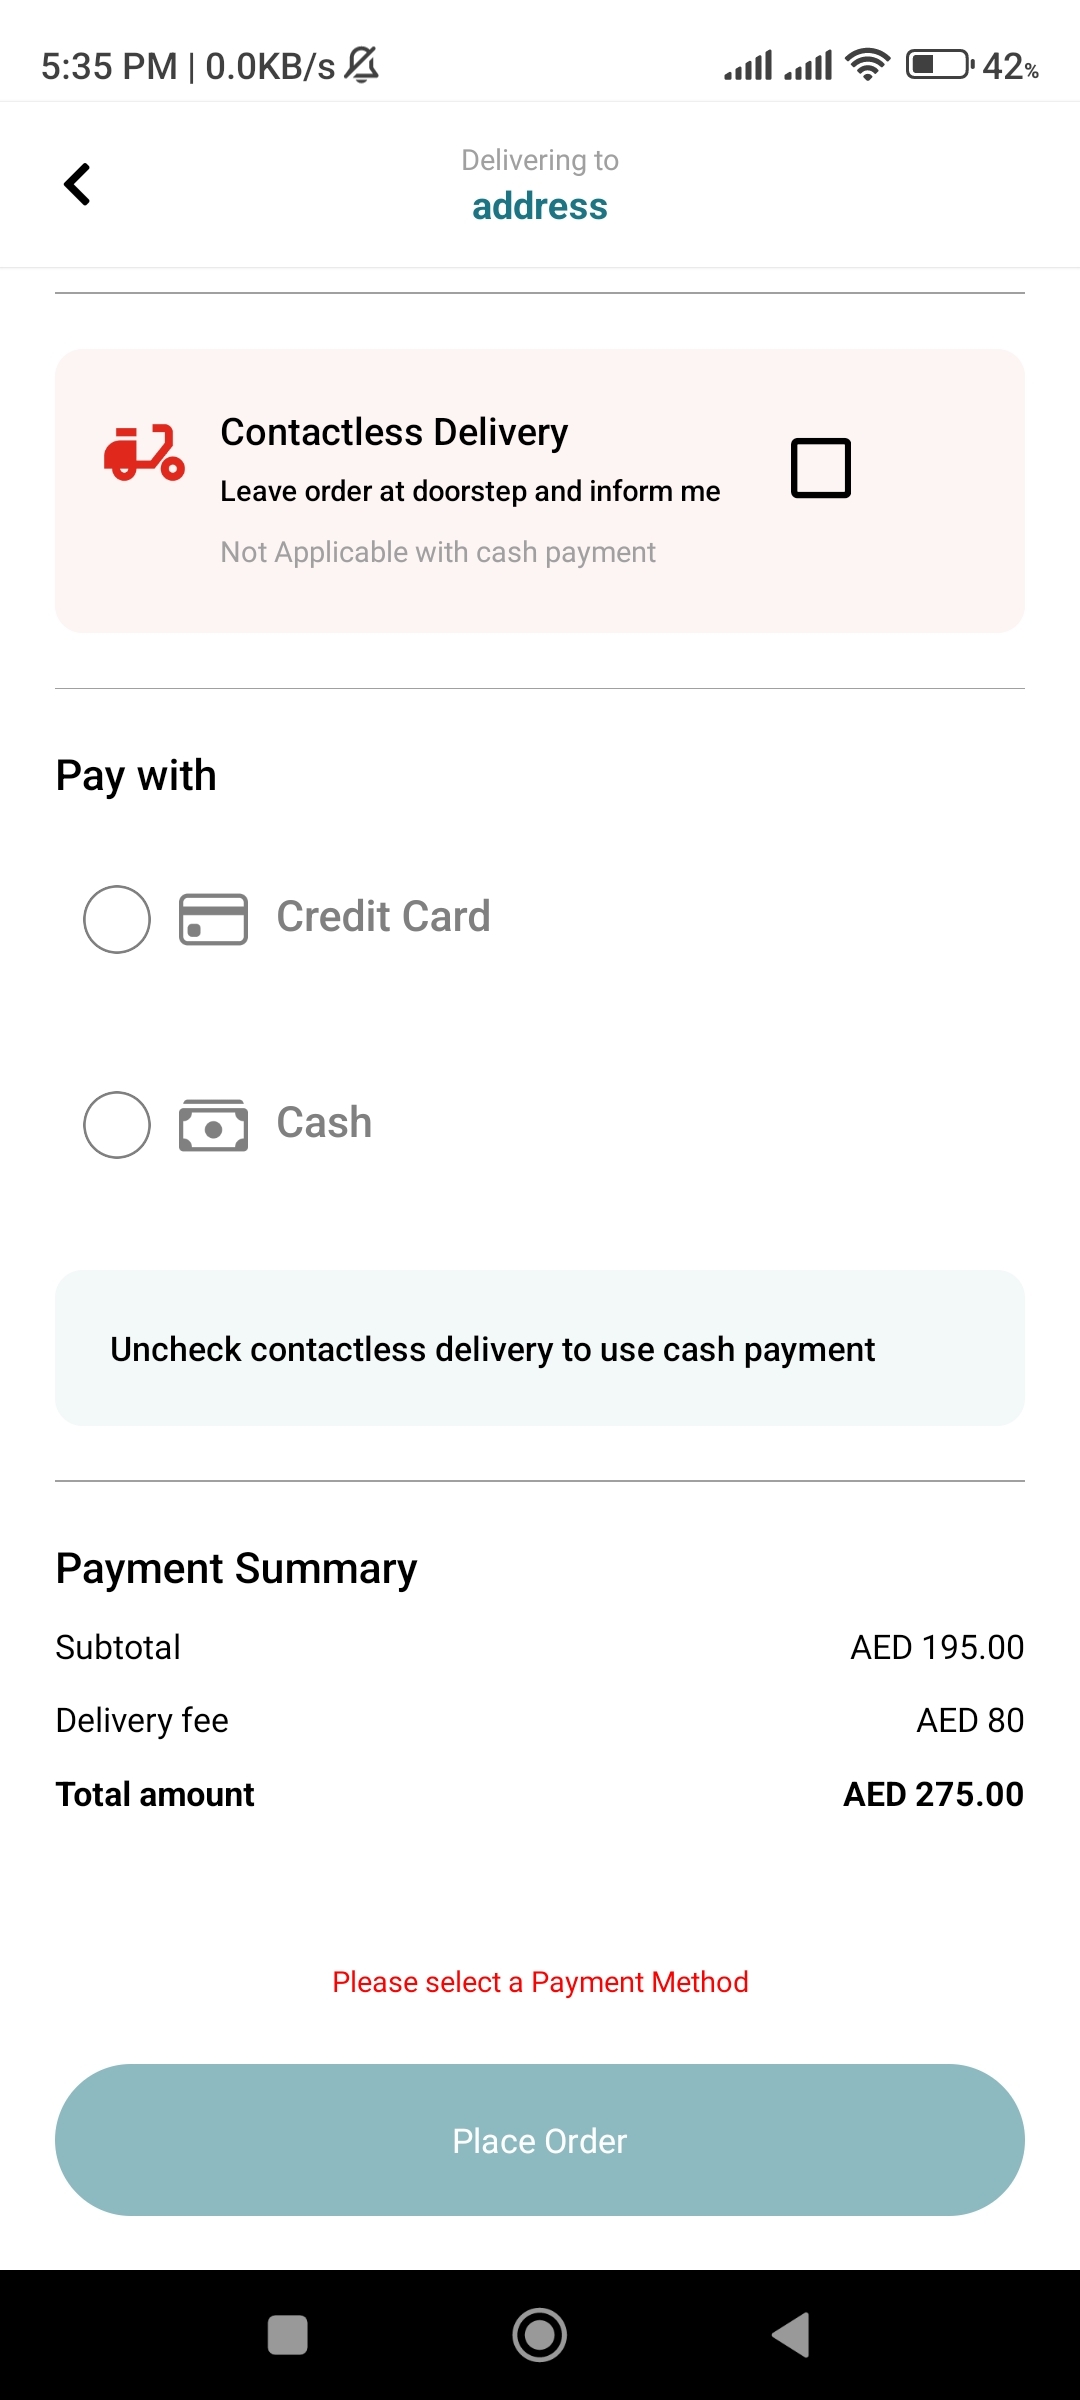 5:35 PM | 0.0KB/s 42%
Delivering to
address
Contactless Delivery
Leave order at doorstep and inform me
Not Applicable with cash payment
Pay with
Credit Card
Cash
Uncheck contactless delivery to use cash payment
Payment Summary
Subtotal AED 195.00
Delivery fee AED 80
Total amount AED 275.00
Please select a Payment Method
Place Order